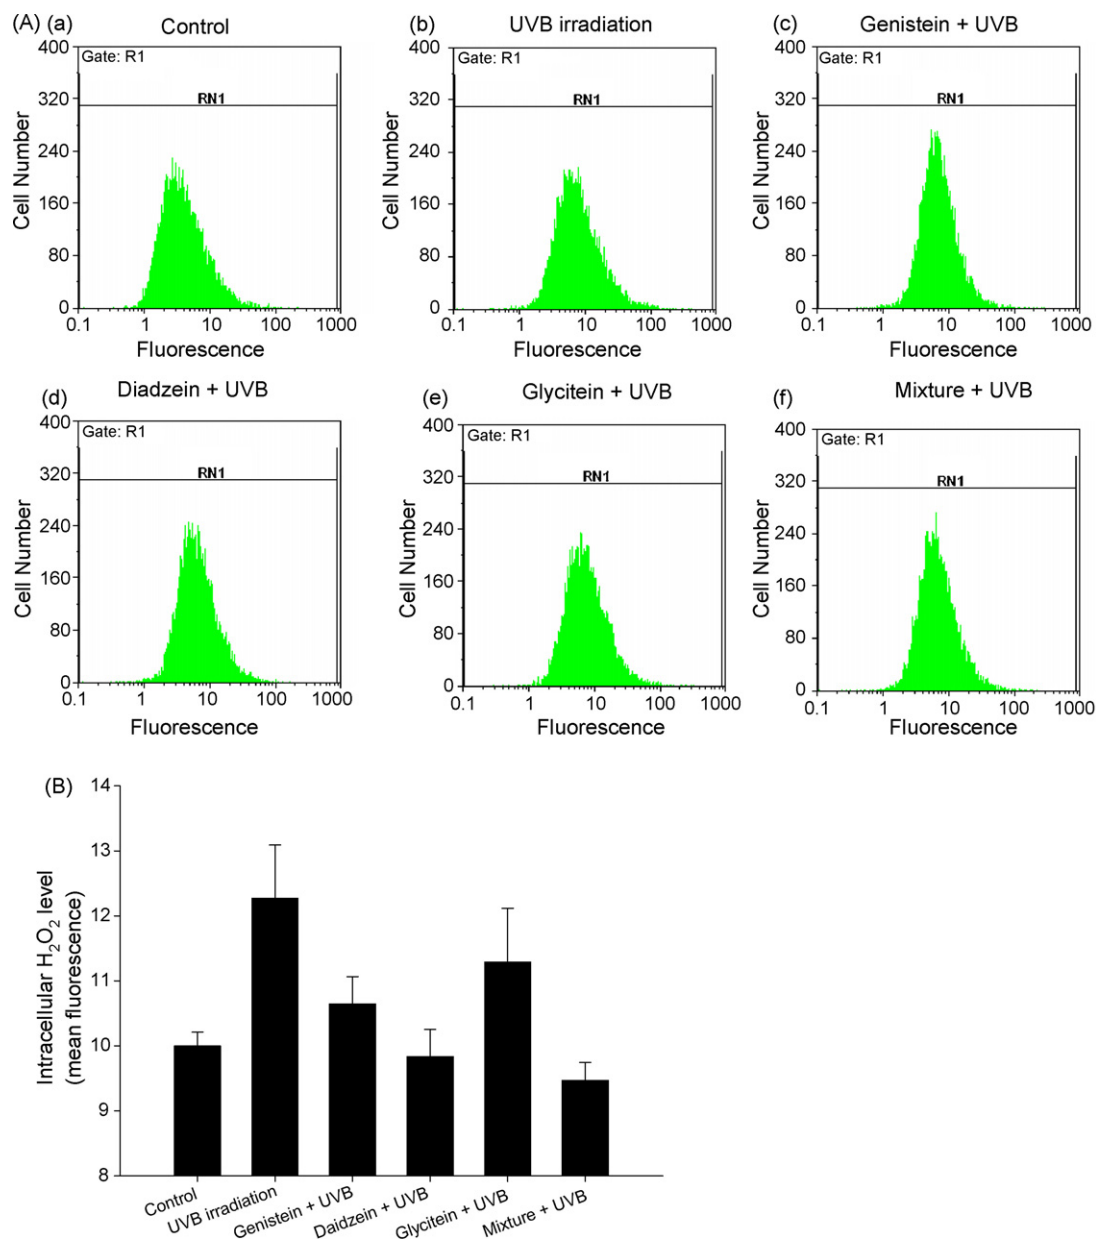 (A) (a) Control
Gate: R1
RN1
400
320
240
160
80
0
Cell Number
0.1 1 10 100 1000
Fluorescence
(b) UVB irradiation
Gate: R1
RN1
400
320
240
160
80
0
Cell Number
0.1 1 10 100 1000
Fluorescence
(c) Genistein + UVB
Gate: R1
RN1
400
320
240
160
80
0
Cell Number
0.1 1 10 100 1000
Fluorescence
(d) Diadzein + UVB
Gate: R1
RN1
400
320
240
160
80
0
Cell Number
0.1 1 10 100 1000
Fluorescence
(e) Glycitein + UVB
Gate: R1
RN1
400
320
240
160
80
0
Cell Number
0.1 1 10 100 1000
Fluorescence
(f) Mixture + UVB
Gate: R1
RN1
400
320
240
160
80
0
Cell Number
0.1 1 10 100 1000
Fluorescence
(B)
14
13
12
11
10
9
8
Intracellular H₂O₂ level
(mean fluorescence)
Control
UVB irradiation
Genistein + UVB
Daidzein + UVB
Glycitein + UVB
Mixture + UVB